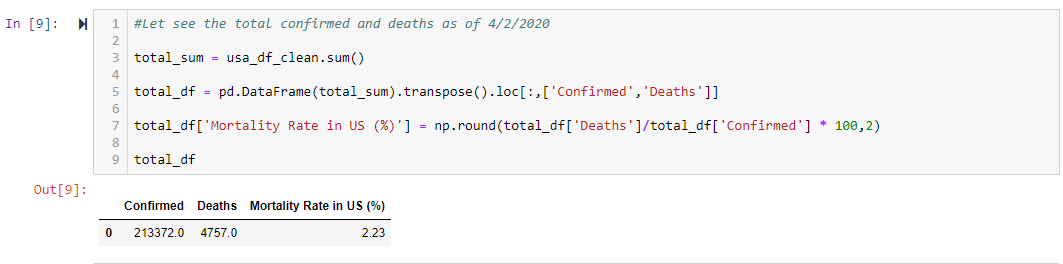 In [9]:
1 #Let see the total confirmed and deaths as of 4/2/2020
2
3 total_sum = usa_df_clean.sum()
4
5 total_df = pd.DataFrame(total_sum).transpose().loc[:,['Confirmed','Deaths']]
6
7 total_df['Mortality Rate in US (%)'] = np.round(total_df['Deaths']/total_df['Confirmed'] * 100,2)
8
9 total_df
Out[9]:
Confirmed Deaths Mortality Rate in US (%)
0 213372.0 4757.0 2.23